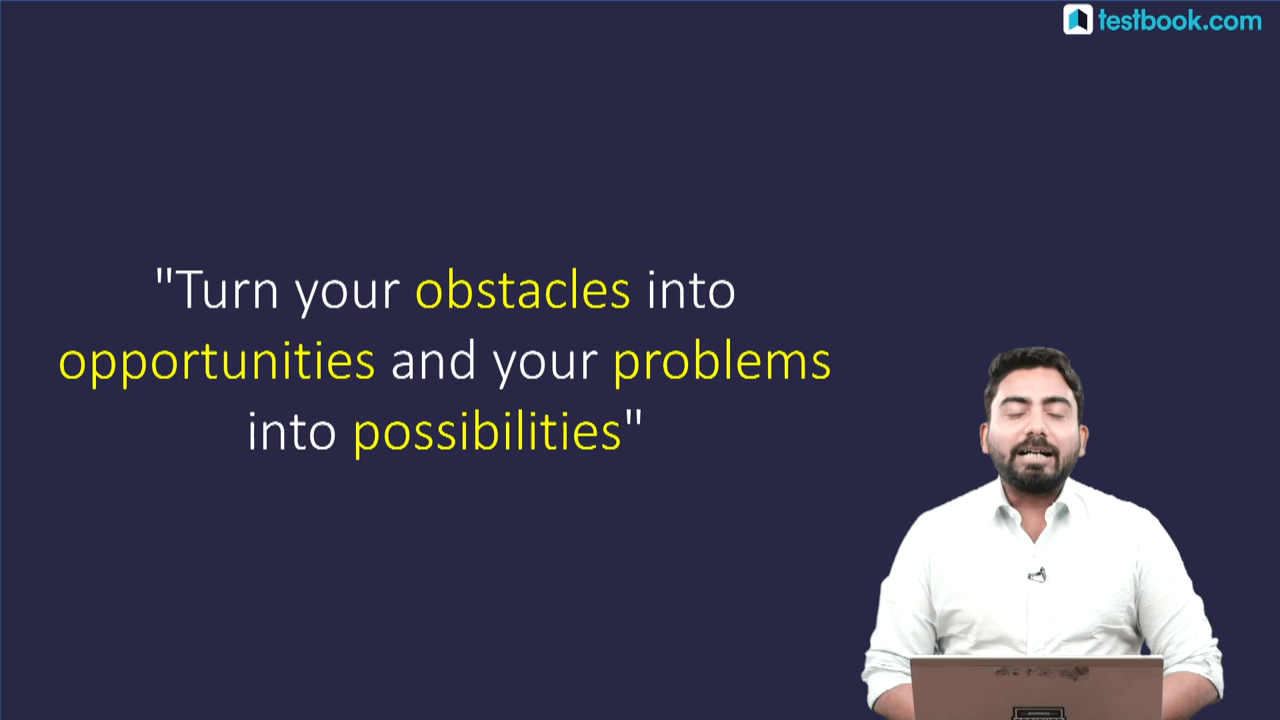 testbook.com
"Turn your obstacles into
opportunities and your problems
into possibilities"